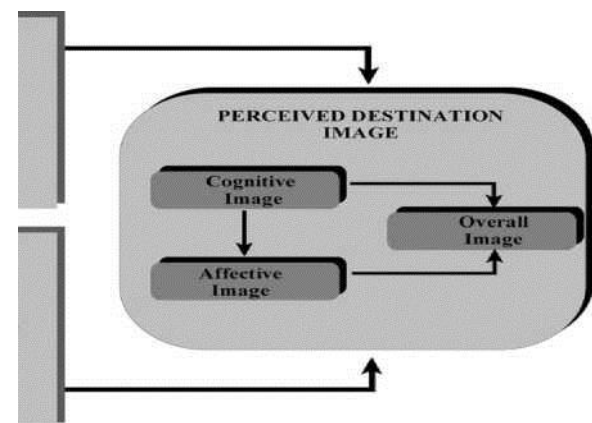 PERCEIVED DESTINATION
IMAGE
Cognitive
Image
Overall
Image
Affective
Image